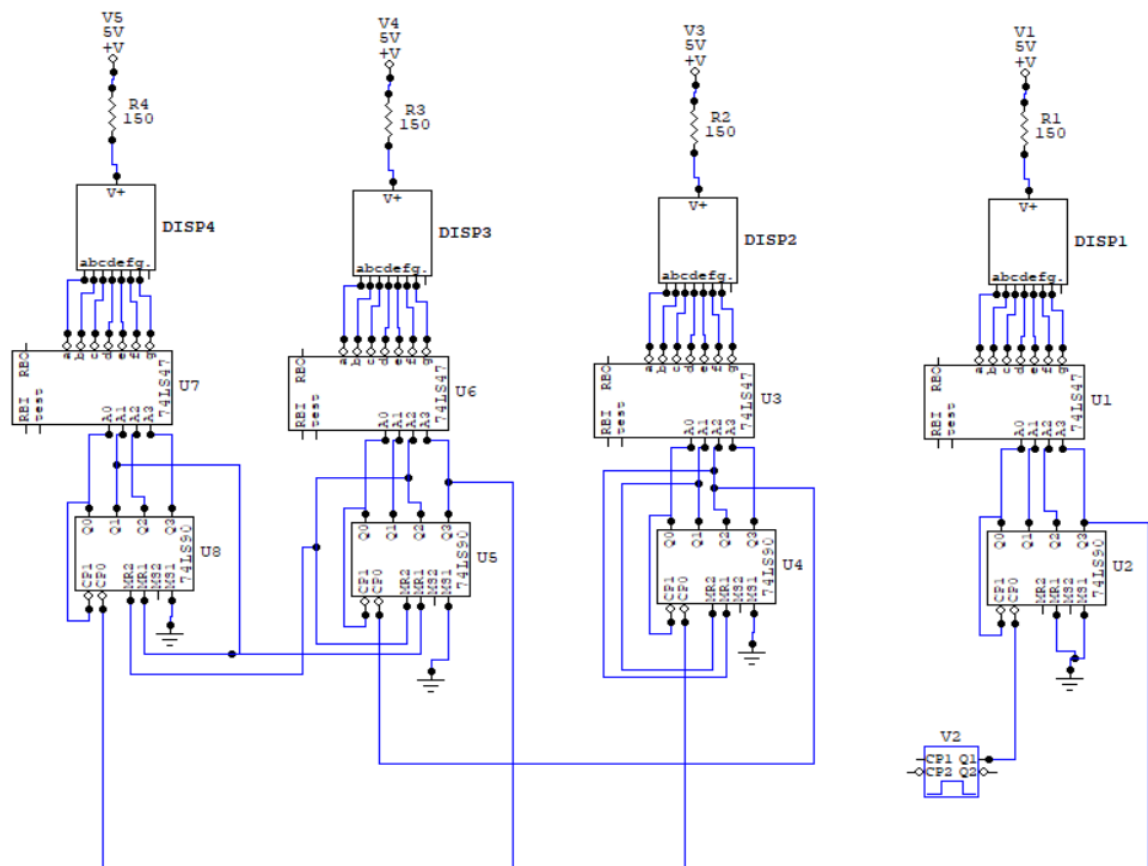 V5
5V
+V
V4
5V
+V
V3
5V
+V
V1
5V
+V
R4
150
R3
150
R2
150
R1
150
V+
DISP4
abcdefg.
V+
DISP3
abcdefg.
V+
DISP2
abcdefg.
V+
DISP1
abcdefg.
RBO a b c d e f g
U7
74LS47
RBI test A0 A1 A2 A3
RBO a b c d e f g
U6
74LS47
RBI test A0 A1 A2 A3
RBO a b c d e f g
U3
74LS47
RBI test A0 A1 A2 A3
RBO a b c d e f g
U1
74LS47
RBI test A0 A1 A2 A3
Q0 Q1 Q2 Q3
U8
74LS90
CP1 CP0 MR2 MR1 MS2 MS1
Q0 Q1 Q2 Q3
U5
74LS90
CP1 CP0 MR2 MR1 MS2 MS1
Q0 Q1 Q2 Q3
U4
74LS90
CP1 CP0 MR2 MR1 MS2 MS1
Q0 Q1 Q2 Q3
U2
74LS90
CP1 CP0 MR2 MR1 MS2 MS1
V2
CP1 Q1
CP2 Q2